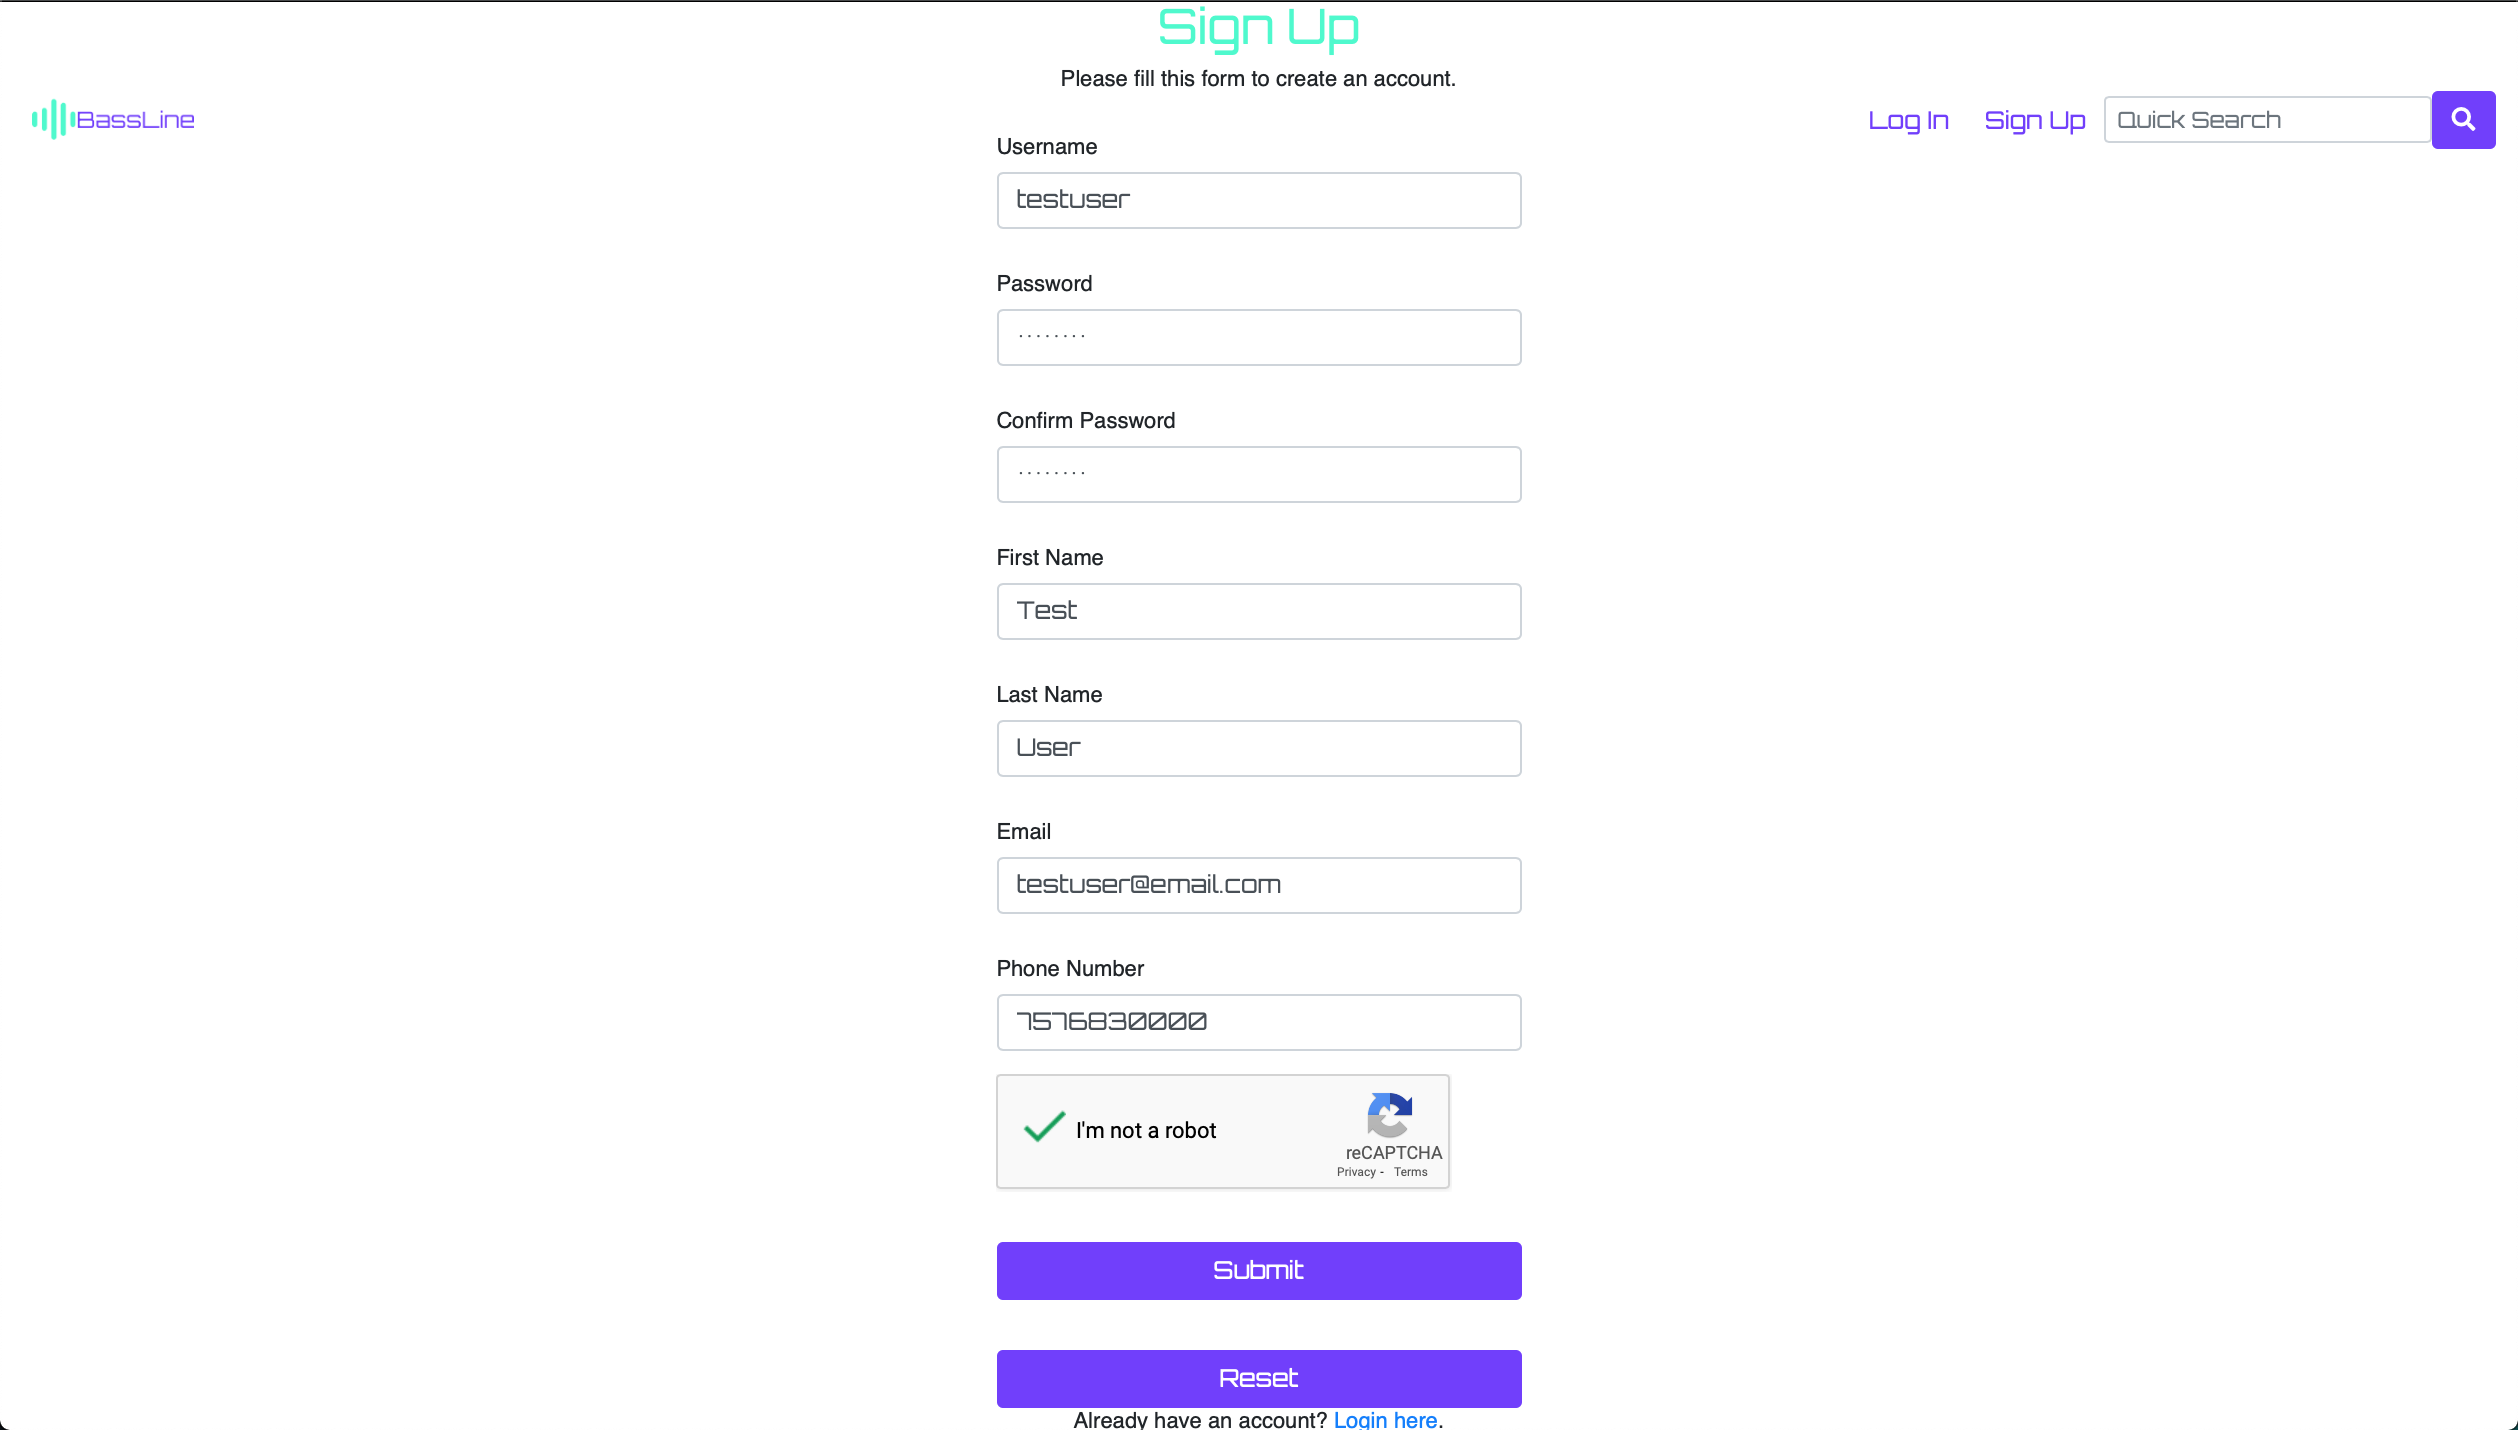 Sign Up
Please fill this form to create an account.
BassLine
Log In Sign Up Quick Search
Username
testuser
Password
········
Confirm Password
········
First Name
Test
Last Name
User
Email
testuser@email.com
Phone Number
7576830000
I'm not a robot
reCAPTCHA
Privacy - Terms
Submit
Reset
Already have an account? Login here.